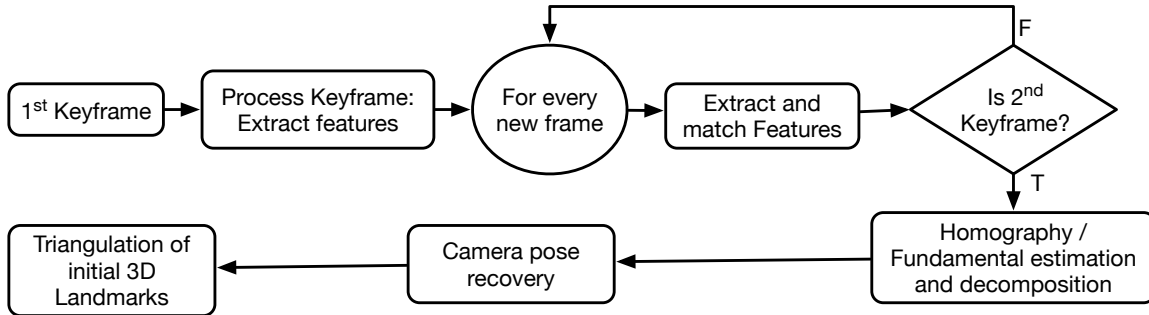 1st Keyframe
Process Keyframe:
Extract features
For every
new frame
Extract and
match Features
Is 2nd
Keyframe?
F
T
Homography /
Fundamental estimation
and decomposition
Camera pose
recovery
Triangulation of
initial 3D
Landmarks